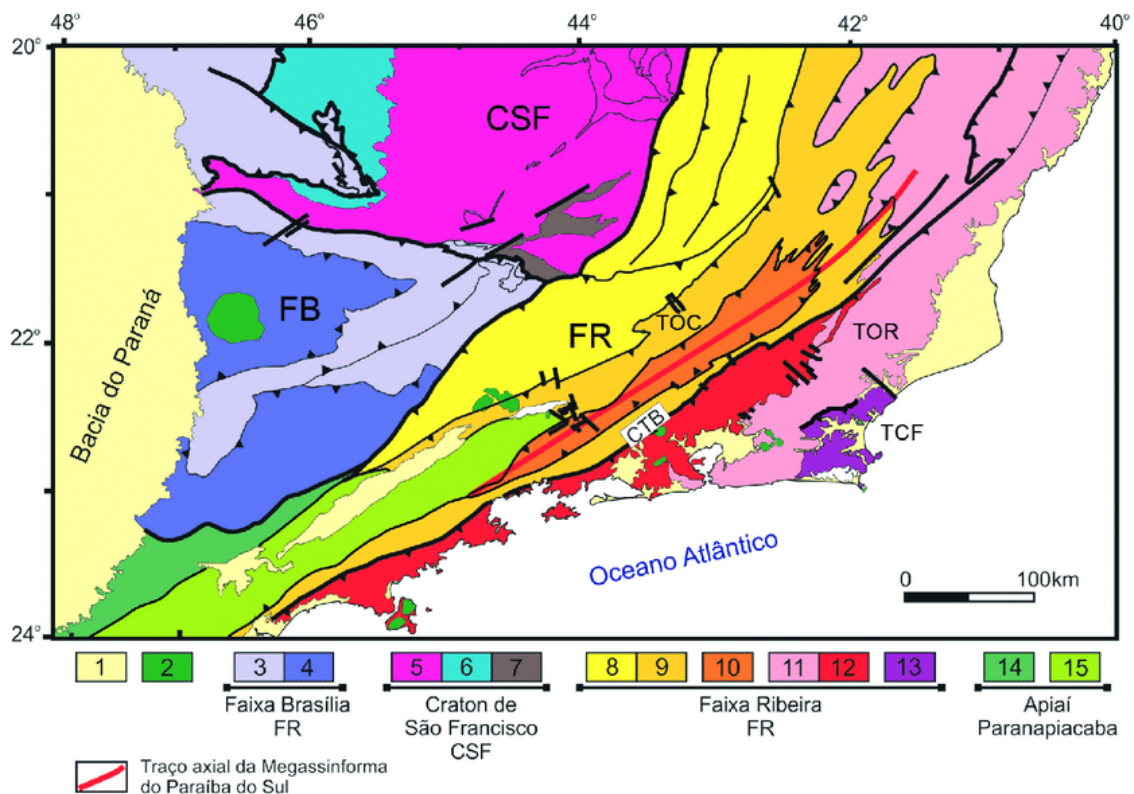 48° 46° 44° 42° 40°
20°
CSF
Bacia do Paraná
FB
22°
FR
TOC
TOR
CTB
TCF
Oceano Atlântico
0 100km
24°
1 2 3 4 5 6 7 8 9 10 11 12 13 14 15
Faixa Brasília
FR
Craton de
São Francisco
CSF
Faixa Ribeira
FR
Apiaí
Paranapiacaba
Traço axial da Megassinforma
do Paraíba do Sul